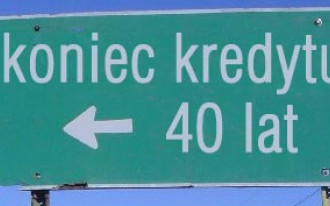 koniec kredytu
40 lat